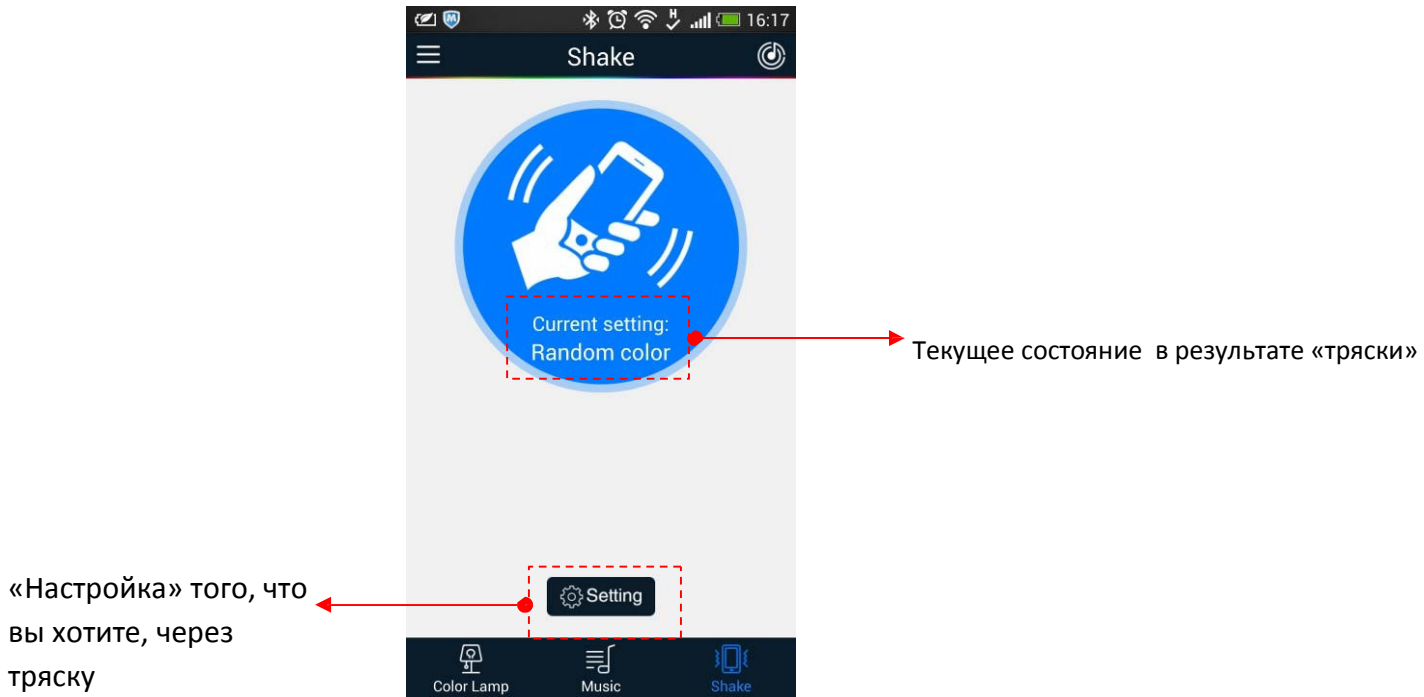 16:17
Shake
Current setting:
Random color
Текущее состояние в результате «тряски»
«Настройка» того, что
вы хотите, через
тряску
Setting
Color Lamp
Music
Shake